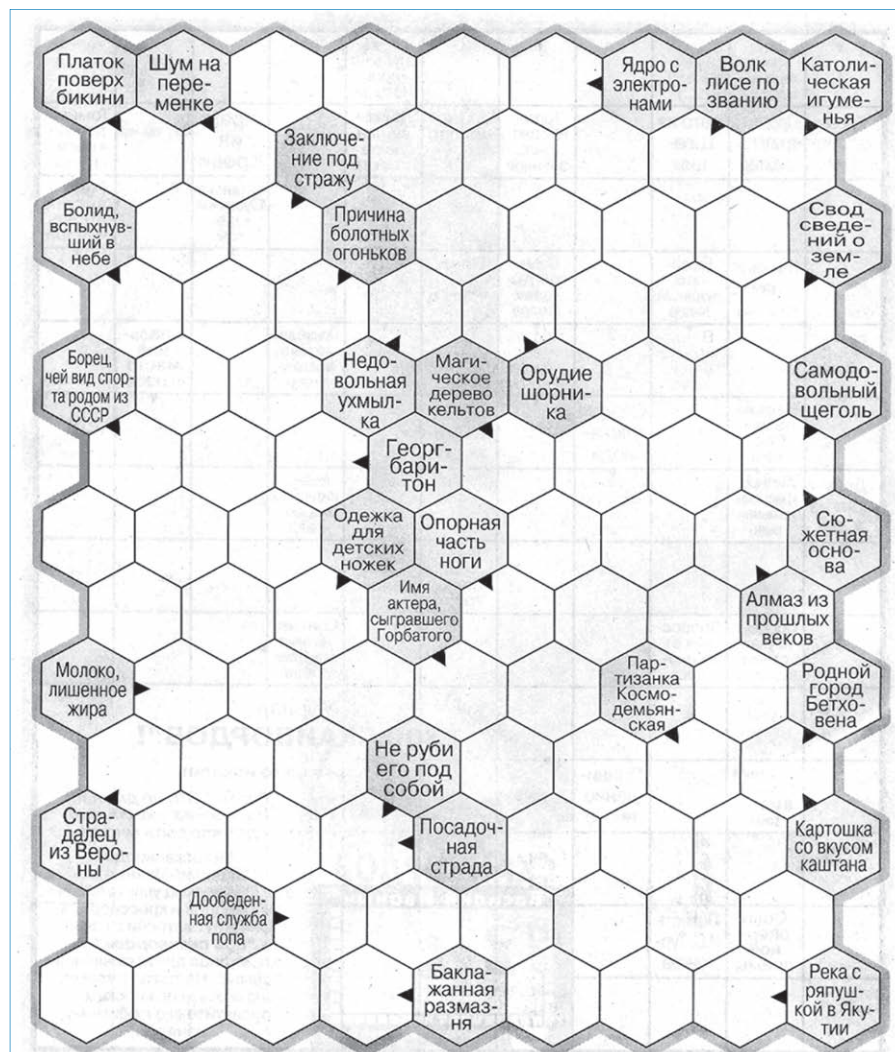 Платок
поверх
бикини
Шум на
пере-
менке
Ядро с
электро-
нами
Волк
лисе по
званию
Католи-
ческая
игуме-
нья
Заключе-
ние под
стражу
Болид,
вспыхнув-
ший в
небе
Причина
болотных
огоньков
Свод
сведе-
ний о
зем-
ле
Борец,
чей вид спор-
та родом из
СССР
Недо-
вольная
ухмыл-
ка
Маги-
ческое
дерево
кельтов
Орудие
шорни-
ка
Самодо-
вольный
щеголь
Георг-
бари-
тон
Одежка
для
детских
ножек
Опорная
часть
ноги
Сю-
жетная
осно-
ва
Имя
актера,
сыгравшего
Горбатого
Алмаз из
прошлых
веков
Молоко,
лишенное
жира
Пар-
тизанка
Космо-
демьян-
ская
Родной
город
Бетхо-
вена
Не руби
его под
собой
Стра-
далец
из Веро-
ны
Посадоч-
ная
страда
Картошка
со вкусом
каштана
Дообеден-
ная служба
попа
Бакла-
жанная
размаз-
ня
Река с
ряпуш-
кой в Яку-
тии